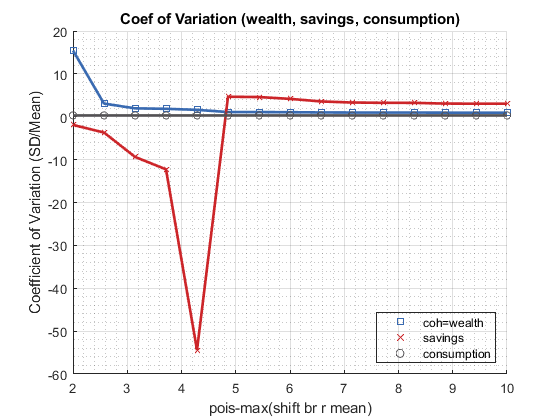 Coef of Variation (wealth, savings, consumption)
Coefficient of Variation (SD/Mean)
20
10
0
-10
-20
-30
-40
-50
-60
2 3 4 5 6 7 8 9 10
pois-max(shift br r mean)
coh=wealth
savings
consumption